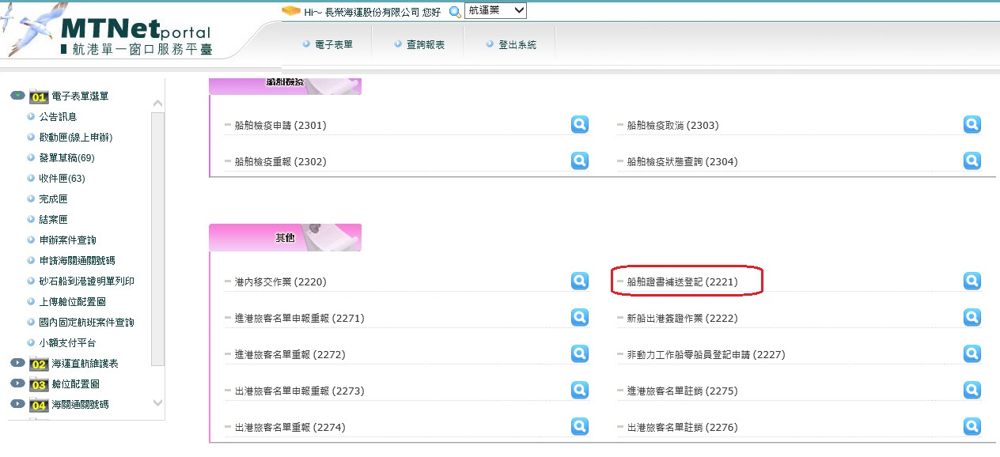 Hi～ 長榮海運股份有限公司 您好 航運業
MTNet portal
航港單一窗口服務平臺
電子表單 查詢報表 登出系統
01 電子表單選單
公告訊息
啟動匣(線上申辦)
發單草稿(69)
收件匣(63)
完成匣
結案匣
申辦案件查詢
申請海關通關號碼
砂石船到港證明單列印
上傳艙位配置圖
國內固定航班案件查詢
小額支付平台
02 海運直航維護表
03 艙位配置圖
04 海關通關號碼
船舶檢疫
船舶檢疫申請 (2301) 船舶檢疫取消 (2303)
船舶檢疫重報 (2302) 船舶檢疫狀態查詢 (2304)
其他
港內移交作業 (2220) 船舶證書補送登記 (2221)
進港旅客名單申報重報 (2271) 新船出港簽證作業 (2222)
進港旅客名單重報 (2272) 非動力工作船零船員登記申請 (2227)
出港旅客名單申報重報 (2273) 進港旅客名單註銷 (2275)
出港旅客名單重報 (2274) 出港旅客名單註銷 (2276)